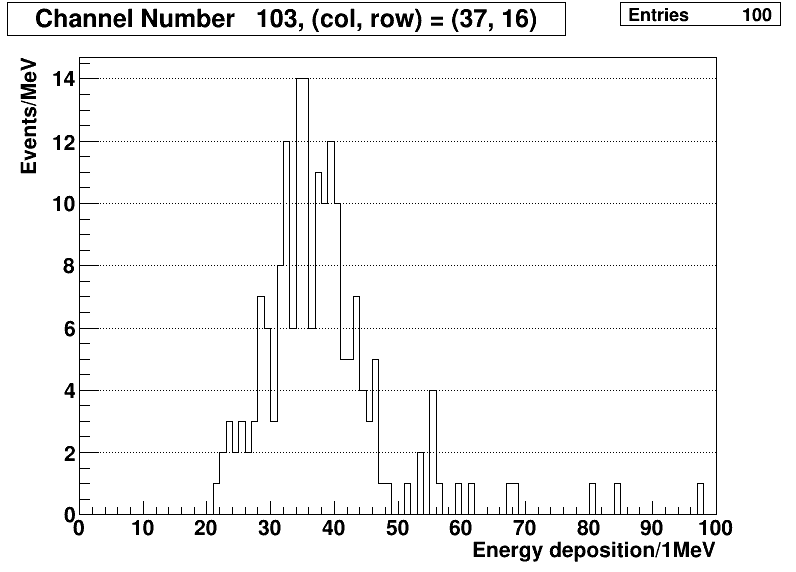 Channel Number 103, (col, row) = (37, 16)
Entries 100
Events/MeV
14
12
10
8
6
4
2
0
0 10 20 30 40 50 60 70 80 90 100
Energy deposition/1MeV